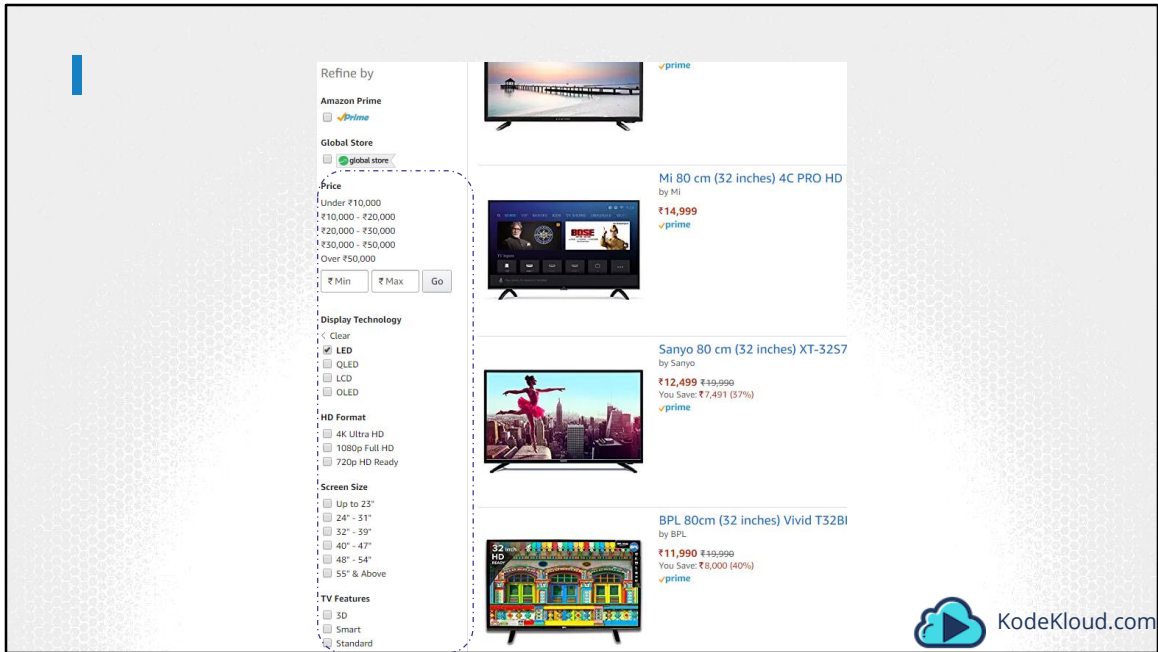 Refine by
Amazon Prime
Prime
Global Store
global store
Price
Under ₹10,000
₹10,000 - ₹20,000
₹20,000 - ₹30,000
₹30,000 - ₹50,000
Over ₹50,000
₹ Min ₹ Max Go
Display Technology
< Clear
LED
QLED
LCD
OLED
HD Format
4K Ultra HD
1080p Full HD
720p HD Ready
Screen Size
Up to 23"
24" - 31"
32" - 39"
40" - 47"
48" - 54"
55" & Above
TV Features
3D
Smart
Standard
prime
Mi 80 cm (32 inches) 4C PRO HD
by Mi
₹14,999
prime
BOSE
Sanyo 80 cm (32 inches) XT-32S7
by Sanyo
₹12,499 ₹19,990
You Save: ₹7,491 (37%)
prime
BPL 80cm (32 inches) Vivid T32BI
by BPL
₹11,990 ₹19,990
You Save: ₹8,000 (40%)
prime
32 inch
HD
READY
KodeKloud.com